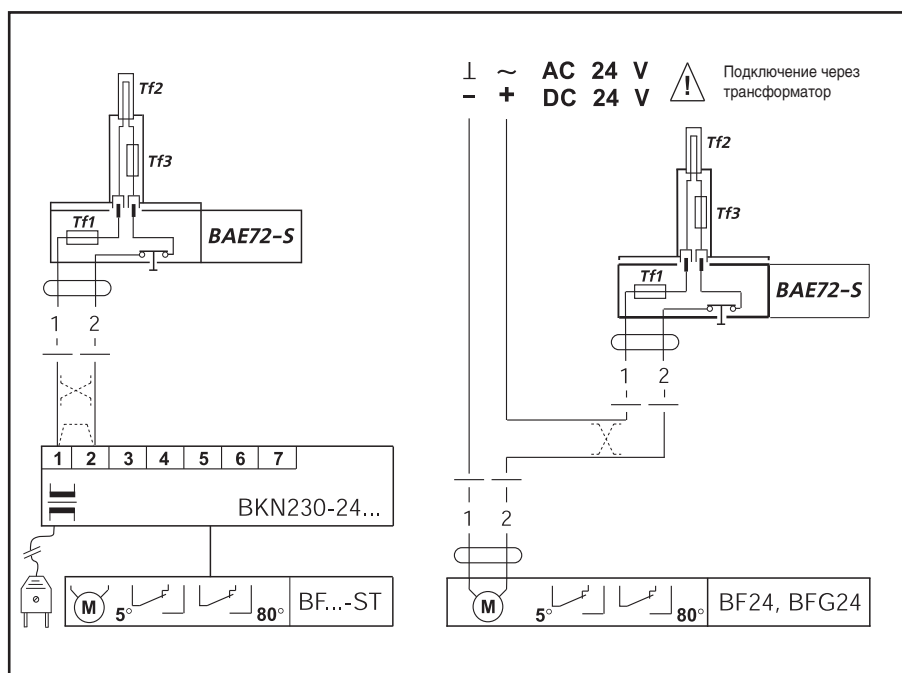 Tf2
Tf3
Tf1
BAE72-S
1 2
1 2 3 4 5 6 7
BKN230-24...
M 5° 80° BF...-ST
⊥ ~ AC 24 V
- + DC 24 V
! Подключение через
трансформатор
Tf2
Tf3
Tf1
BAE72-S
1 2
1 2
M 5° 80° BF24, BFG24